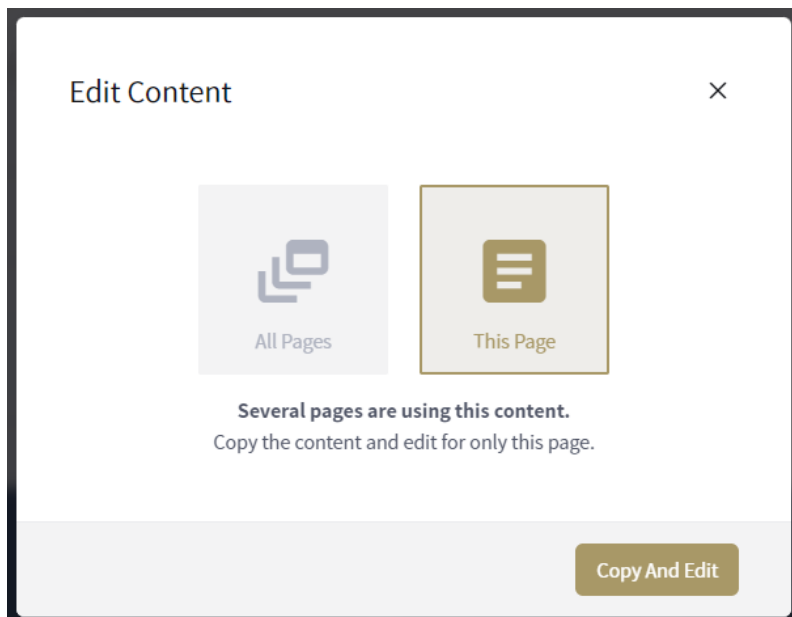 Edit Content
All Pages
This Page
Several pages are using this content.
Copy the content and edit for only this page.
Copy And Edit